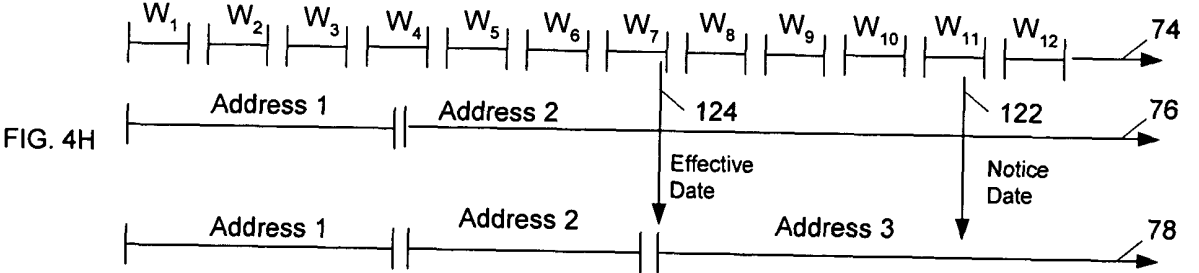 W1 W2 W3 W4 W5 W6 W7 W8 W9 W10 W11 W12 74
Address 1 Address 2 124 122 76
FIG. 4H
Effective Date
Notice Date
Address 1 Address 2 Address 3 78